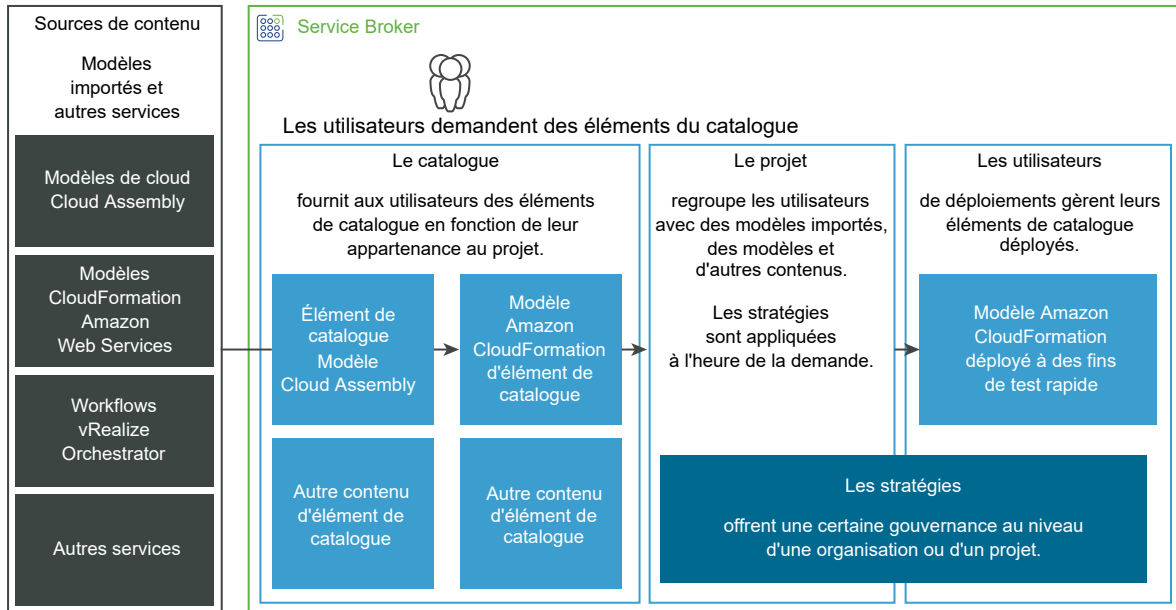 Sources de contenu
Modèles
importés et
autres services
Modèles de cloud
Cloud Assembly
Modèles
CloudFormation
Amazon
Web Services
Workflows
vRealize
Orchestrator
Autres services
Service Broker
Les utilisateurs demandent des éléments du catalogue
Le catalogue
fournit aux utilisateurs des éléments
de catalogue en fonction de leur
appartenance au projet.
Élément de
catalogue
Modèle
Cloud Assembly
Modèle
Amazon
CloudFormation
d'élément de
catalogue
Autre contenu
d'élément de
catalogue
Autre contenu
d'élément de
catalogue
Le projet
regroupe les utilisateurs
avec des modèles importés,
des modèles et
d'autres contenus.
Les stratégies
sont appliquées
à l'heure de la demande.
Les utilisateurs
de déploiements gèrent leurs
éléments de catalogue
déployés.
Modèle Amazon
CloudFormation
déployé à des fins
de test rapide
Les stratégies
offrent une certaine gouvernance au niveau
d'une organisation ou d'un projet.